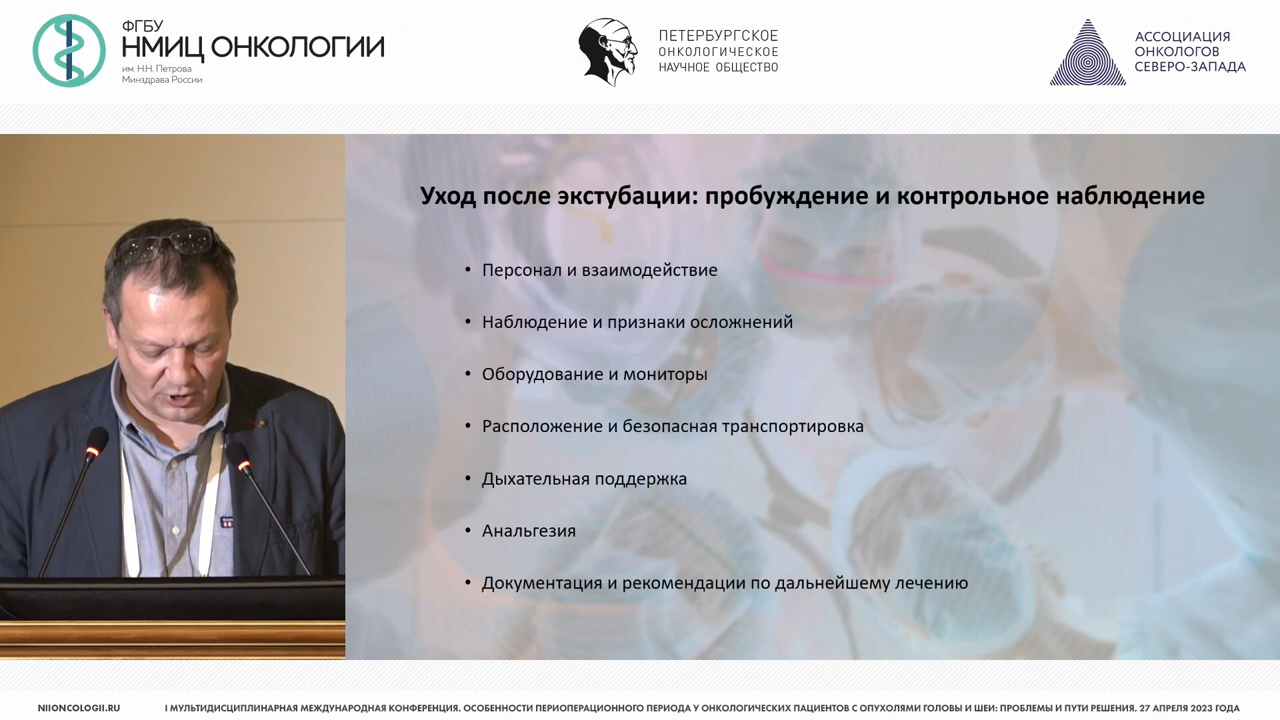 ФГБУ
НМИЦ ОНКОЛОГИИ
им. Н.Н. Петрова
Минздрава России
ПЕТЕРБУРГСКОЕ
ОНКОЛОГИЧЕСКОЕ
НАУЧНОЕ ОБЩЕСТВО
АССОЦИАЦИЯ
ОНКОЛОГОВ
СЕВЕРО-ЗАПАДА
Уход после экстубации: пробуждение и контрольное наблюдение
• Персонал и взаимодействие
• Наблюдение и признаки осложнений
• Оборудование и мониторы
• Расположение и безопасная транспортировка
• Дыхательная поддержка
• Анальгезия
• Документация и рекомендации по дальнейшему лечению
NIIONCOLOGII.RU
I МУЛЬТИДИСЦИПЛИНАРНАЯ МЕЖДУНАРОДНАЯ КОНФЕРЕНЦИЯ. ОСОБЕННОСТИ ПЕРИОПЕРАЦИОННОГО ПЕРИОДА У ОНКОЛОГИЧЕСКИХ ПАЦИЕНТОВ С ОПУХОЛЯМИ ГОЛОВЫ И ШЕИ: ПРОБЛЕМЫ И ПУТИ РЕШЕНИЯ. 27 АПРЕЛЯ 2023 ГОДА